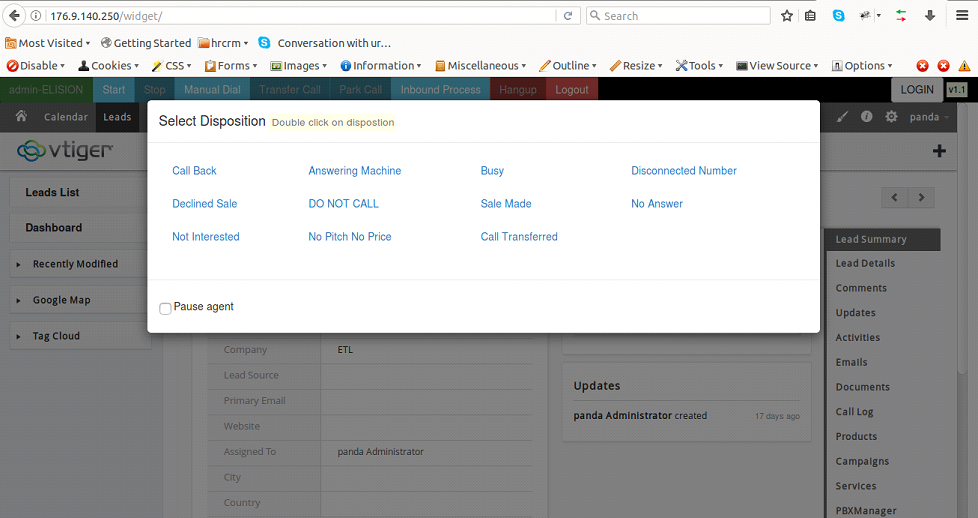 176.9.140.250/widget/
Search
Most Visited Getting Started hrcrm Conversation with ur...
Disable Cookies CSS Forms Images Information Miscellaneous Outline Resize Tools View Source Options
admin-ELISION Start Stop Manual Dial Transfer Call Park Call Inbound Process Hangup Logout LOGIN v1.1
Calendar Leads panda
vtiger
Select Disposition Double click on dispostion
Call Back Answering Machine Busy Disconnected Number
Declined Sale DO NOT CALL Sale Made No Answer
Not Interested No Pitch No Price Call Transferred
Pause agent
Leads List
Dashboard
Recently Modified
Google Map
Tag Cloud
Company ETL
Lead Source
Primary Email
Website
Assigned To panda Administrator
City
Country
Updates
panda Administrator created 17 days ago
Lead Summary
Lead Details
Comments
Updates
Activities
Emails
Documents
Call Log
Products
Campaigns
Services
PBXManager